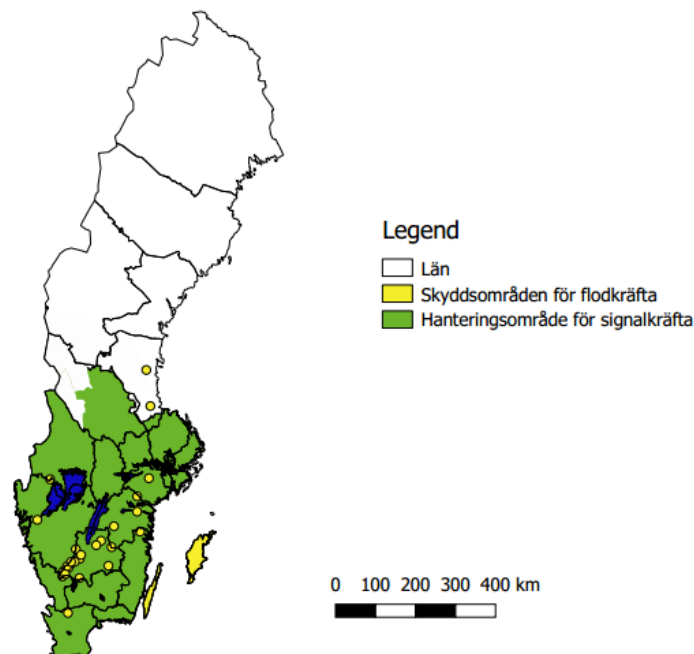 Legend
Län
Skyddsområden för flodkräfta
Hanteringsområde för signalkräfta
0 100 200 300 400 km